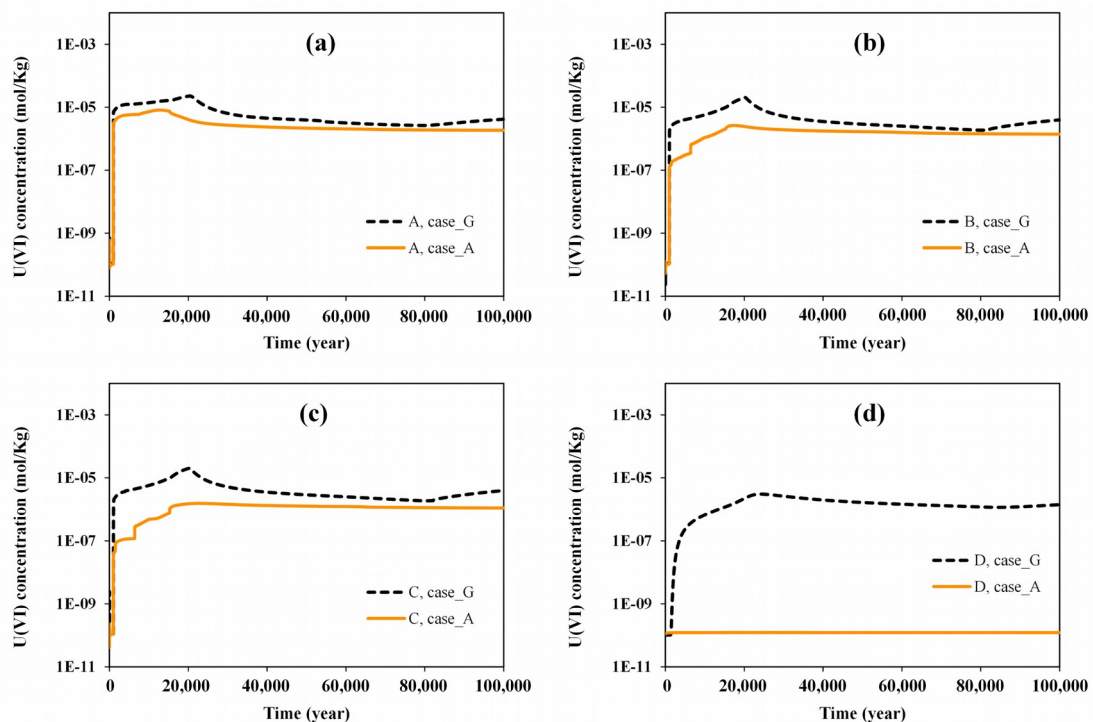 (a)
U(VI) concentration (mol/Kg)
1E-03
1E-05
1E-07
1E-09
1E-11
A, case_G
A, case_A
0 20,000 40,000 60,000 80,000 100,000
Time (year)
(b)
U(VI) concentration (mol/Kg)
1E-03
1E-05
1E-07
1E-09
1E-11
B, case_G
B, case_A
0 20,000 40,000 60,000 80,000 100,000
Time (year)
(c)
U(VI) concentration (mol/Kg)
1E-03
1E-05
1E-07
1E-09
1E-11
C, case_G
C, case_A
0 20,000 40,000 60,000 80,000 100,000
Time (year)
(d)
U(VI) concentration (mol/Kg)
1E-03
1E-05
1E-07
1E-09
1E-11
D, case_G
D, case_A
0 20,000 40,000 60,000 80,000 100,000
Time (year)